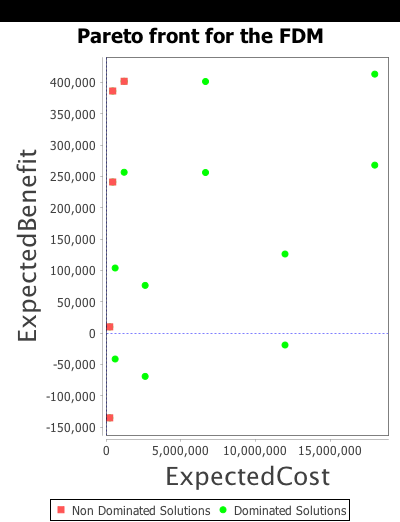 Pareto front for the FDM
400,000
350,000
300,000
250,000
200,000
150,000
100,000
50,000
0
-50,000
-100,000
-150,000
ExpectedBenefit
0 5,000,000 10,000,000 15,000,000
ExpectedCost
Non Dominated Solutions Dominated Solutions